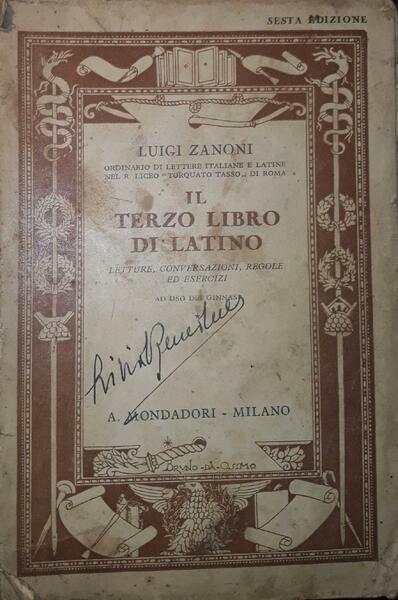 SESTA EDIZIONE
LUIGI ZANONI
ORDINARIO DI LETTERE ITALIANE E LATINE
NEL R. LICEO "TORQUATO TASSO" DI ROMA
IL
TERZO LIBRO
DI LATINO
LETTURE, CONVERSAZIONI, REGOLE
ED ESERCIZI
AD USO DEI GINNASI
A. MONDADORI - MILANO
BRUNO·DA·OSIMO